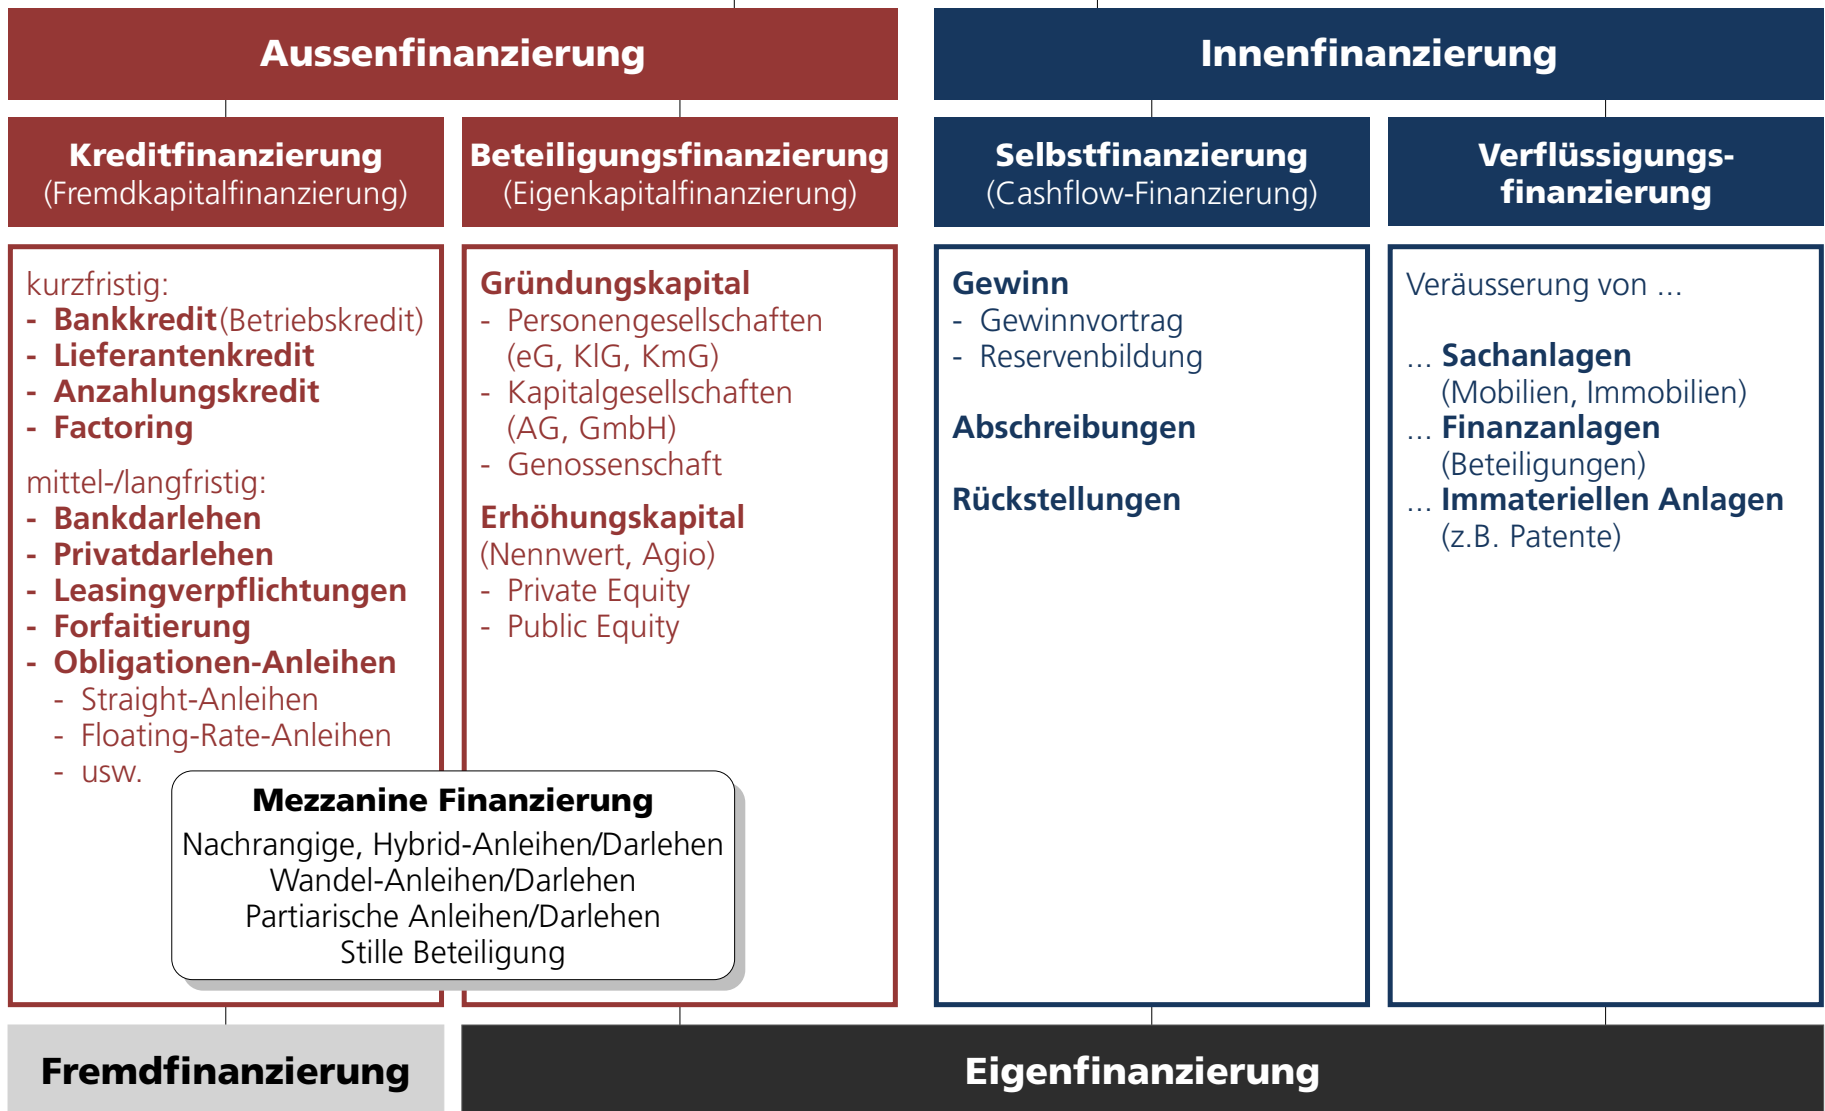 Aussenfinanzierung
Innenfinanzierung
Kreditfinanzierung
(Fremdkapitalfinanzierung)
Beteiligungsfinanzierung
(Eigenkapitalfinanzierung)
Selbstfinanzierung
(Cashflow-Finanzierung)
Verflüssigungs-
finanzierung
kurzfristig:
- Bankkredit (Betriebskredit)
- Lieferantenkredit
- Anzahlungskredit
- Factoring
mittel-/langfristig:
- Bankdarlehen
- Privatdarlehen
- Leasingverpflichtungen
- Forfaitierung
- Obligationen-Anleihen
- Straight-Anleihen
- Floating-Rate-Anleihen
- usw.
Gründungskapital
- Personengesellschaften
(eG, KlG, KmG)
- Kapitalgesellschaften
(AG, GmbH)
- Genossenschaft
Erhöhungskapital
(Nennwert, Agio)
- Private Equity
- Public Equity
Mezzanine Finanzierung
Nachrangige, Hybrid-Anleihen/Darlehen
Wandel-Anleihen/Darlehen
Partiarische Anleihen/Darlehen
Stille Beteiligung
Gewinn
- Gewinnvortrag
- Reservenbildung
Abschreibungen
Rückstellungen
Veräusserung von ...
... Sachanlagen
(Mobilien, Immobilien)
... Finanzanlagen
(Beteiligungen)
... Immateriellen Anlagen
(z.B. Patente)
Fremdfinanzierung
Eigenfinanzierung